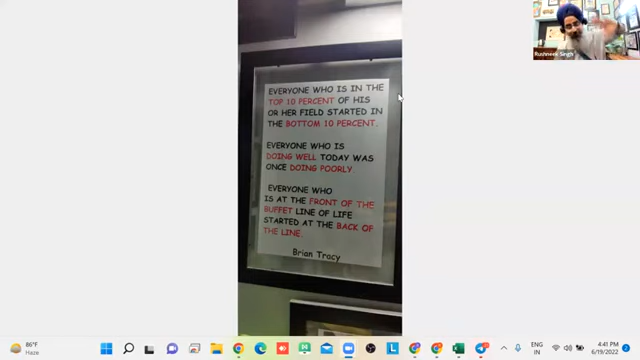 EVERYONE WHO IS IN THE
TOP 10 PERCENT OF HIS
OR HER FIELD STARTED IN
THE BOTTOM 10 PERCENT.
EVERYONE WHO IS
DOING WELL TODAY WAS
ONCE DOING POORLY
EVERYONE WHO
IS AT THE FRONT OF THE
BUFFET LINE OF LIFE
STARTED AT THE BACK OF
THE LINE.
Brian Tracy
Rushneek Singh
86°F
Haze
ENG
IN
4:41 PM
6/19/2022